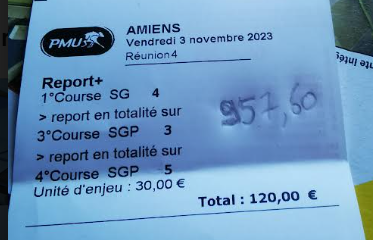 PMU
AMIENS
Vendredi 3 novembre 2023
Réunion4
Report+
1°Course SG 4
> report en totalité sur
3°Course SGP 3
> report en totalité sur
4°Course SGP 5
Unité d'enjeu : 30,00 €
Total : 120,00 €
957,60